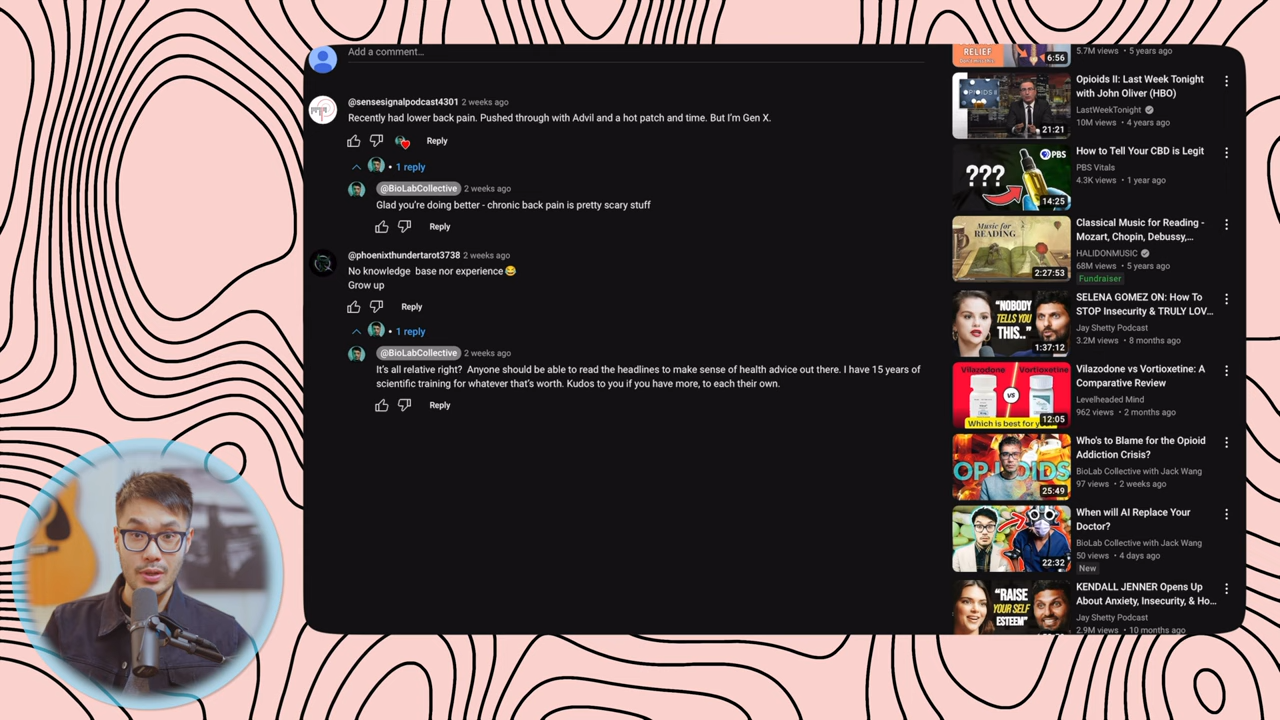 Add a comment...
@sensesignalpodcast4301 2 weeks ago
Recently had lower back pain. Pushed through with Advil and a hot patch and time. But I'm Gen X.
Reply
• 1 reply
@BioLabCollective 2 weeks ago
Glad you're doing better - chronic back pain is pretty scary stuff
Reply
@phoenixthundertarot3738 2 weeks ago
No knowledge base nor experience😂
Grow up
Reply
• 1 reply
@BioLabCollective 2 weeks ago
It's all relative right? Anyone should be able to read the headlines to make sense of health advice out there. I have 15 years of
scientific training for whatever that's worth. Kudos to you if you have more, to each their own.
Reply
RELIEF
6:56
5.7M views • 5 years ago
OPIOIDS II
21:21
Opioids II: Last Week Tonight
with John Oliver (HBO)
LastWeekTonight
10M views • 4 years ago
PBS
???
14:25
How to Tell Your CBD is Legit
PBS Vitals
4.3K views • 1 year ago
Music for
READING
2:27:53
Classical Music for Reading -
Mozart, Chopin, Debussy,...
HALIDONMUSIC
68M views • 5 years ago
Fundraiser
"NOBODY
TELLS YOU
THIS.."
1:37:12
SELENA GOMEZ ON: How To
STOP Insecurity & TRULY LOV...
Jay Shetty Podcast
3.2M views • 8 months ago
Vilazodone Vortioxetine
VS
Which is best for
12:05
Vilazodone vs Vortioxetine: A
Comparative Review
Levelheaded Mind
962 views • 2 months ago
OPIOIDS
25:49
Who's to Blame for the Opioid
Addiction Crisis?
BioLab Collective with Jack Wang
97 views • 2 weeks ago
22:32
When will AI Replace Your
Doctor?
BioLab Collective with Jack Wang
50 views • 4 days ago
New
"RAISE
YOUR SELF
ESTEEM"
KENDALL JENNER Opens Up
About Anxiety, Insecurity, & Ho...
Jay Shetty Podcast
2.9M views • 10 months ago